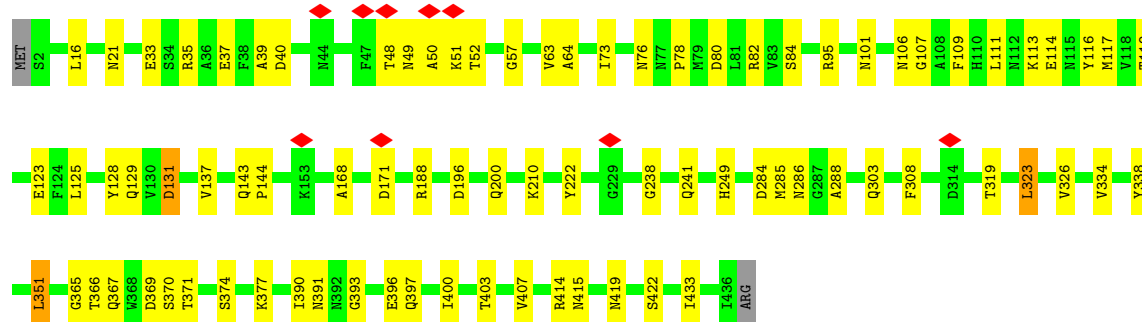 MET S2 L16 N21 E33 S34 R35 A36 E37 F38 A39 D40 N44 F47 T48 N49 A50 K51 T52 G57 V63 A64 I73 N76 N77 P78 M79 D80 L81 R82 V83 S84 R95 N101 N106 G107 A108 F109 H110 L111 N112 K113 E114 N115 Y116 M117 V118
E123 F124 L125 Y128 Q129 V130 D131 V137 Q143 P144 K153 A168 D171 R188 D196 Q200 K210 Y222 G229 G238 Q241 H249 D284 M285 N286 G287 A288 Q303 F308 D314 T319 L323 V326 V334 Y338
L351 G365 T366 Q367 W368 D369 S370 T371 S374 K377 I390 N391 N392 G393 E396 Q397 I400 T403 V407 R414 N415 N419 S422 I433 I436 ARG